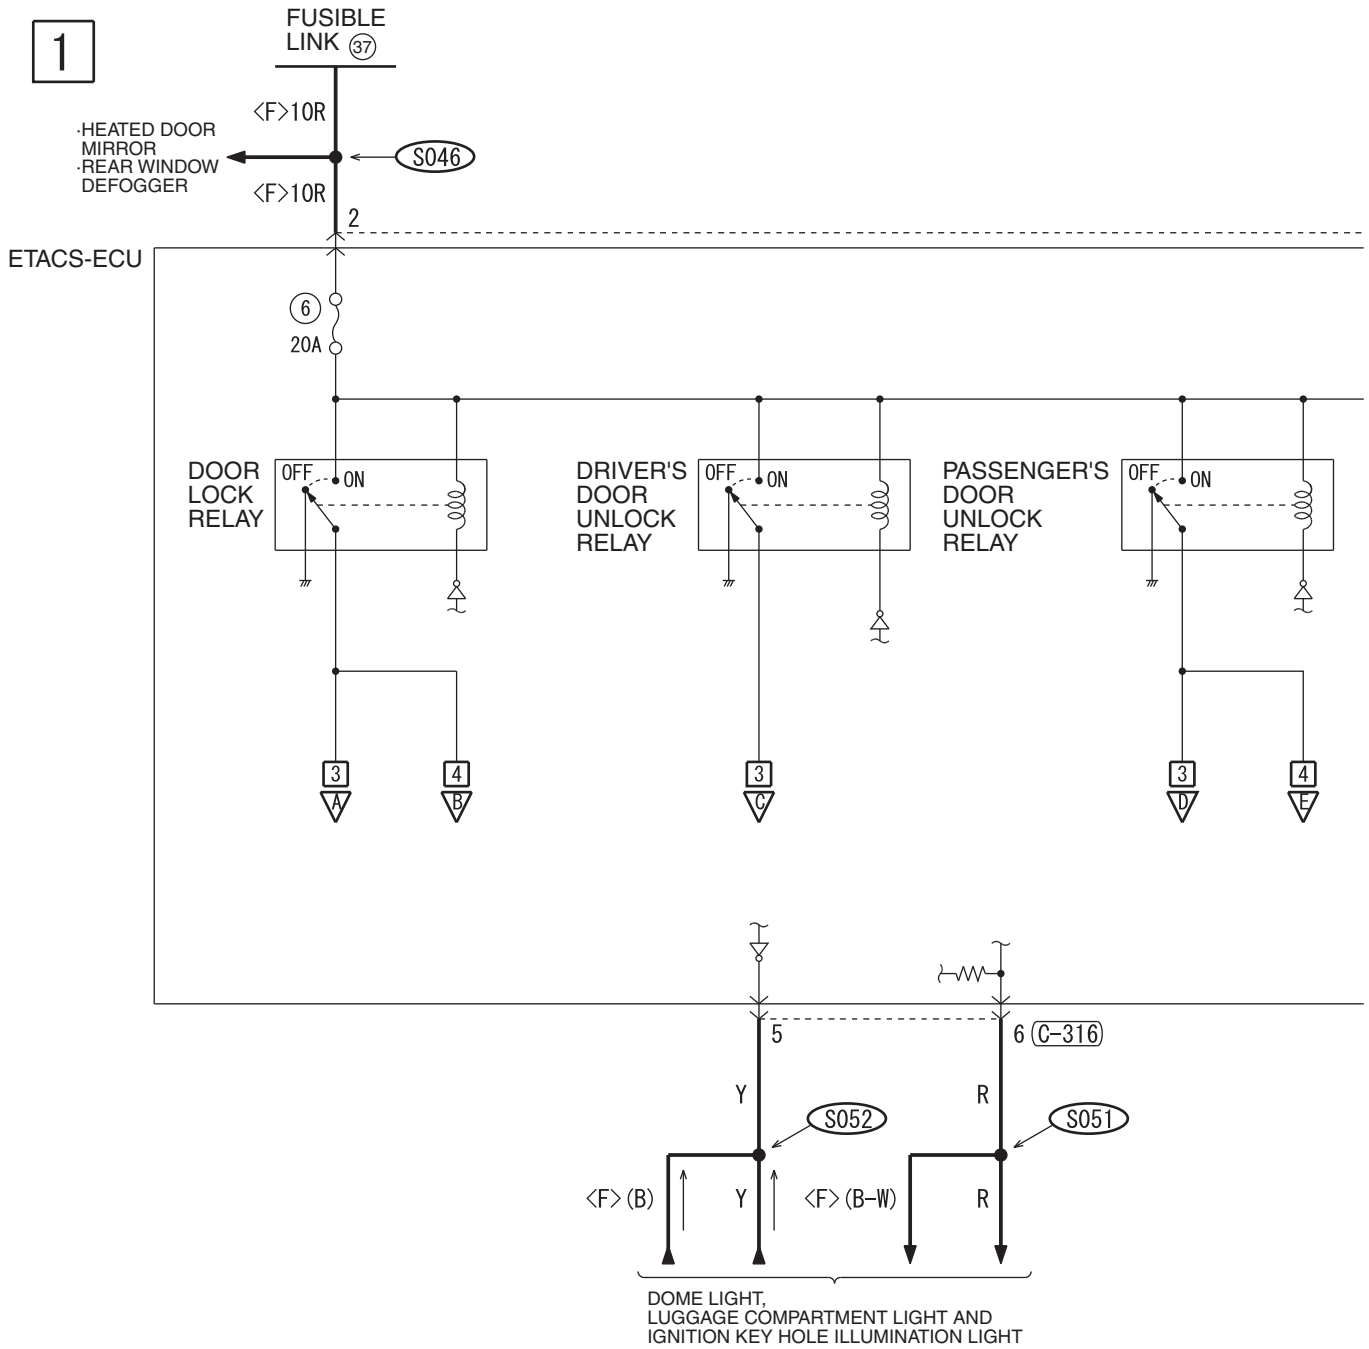 1
FUSIBLE
LINK 37
<F>10R
·HEATED DOOR
MIRROR
·REAR WINDOW
DEFOGGER
S046
<F>10R
2
ETACS-ECU
6
20A
DOOR
LOCK
RELAY
OFF
ON
DRIVER'S
DOOR
UNLOCK
RELAY
OFF
ON
PASSENGER'S
DOOR
UNLOCK
RELAY
OFF
ON
3
A
4
B
3
C
3
D
4
E
5
6 C-316
Y
S052
R
S051
<F>(B)
Y
<F>(B-W)
R
DOME LIGHT,
LUGGAGE COMPARTMENT LIGHT AND
IGNITION KEY HOLE ILLUMINATION LIGHT